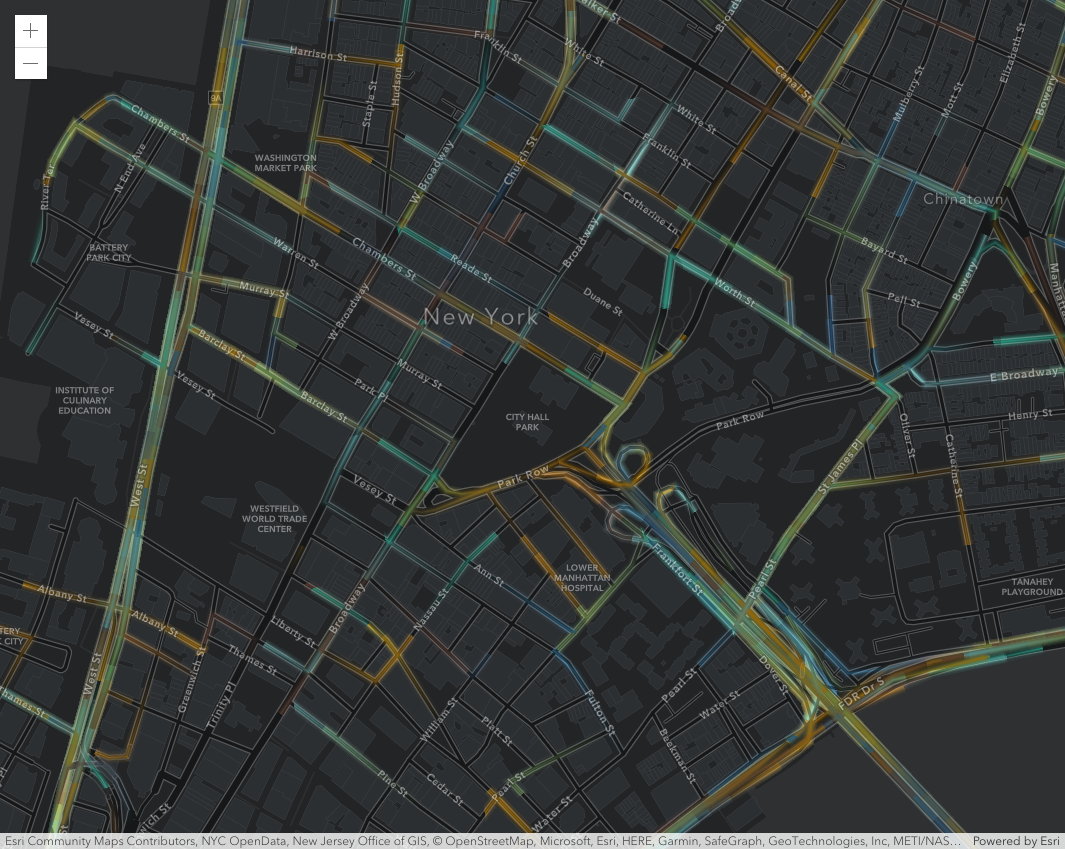 Walker St
Franklin St
White St
Harrison St
Hudson St
Staple St
Canal St
Mulberry St
Mott St
Elizabeth St
Bowery
9A
Chambers St
N End Ave
River Ter
WASHINGTON
MARKET PARK
W Broadway
Church St
White St
Franklin St
Catherine Ln
Chinatown
BATTERY
PARK CITY
Warren St
Chambers St
Reade St
Broadway
Bayard St
Murray St
W Broadway
Duane St
Worth St
Pell St
Bowery
Vesey St
Barclay St
New York
INSTITUTE OF
CULINARY
EDUCATION
Vesey St
Murray St
Park Pl
Barclay St
CITY HALL
PARK
Park Row
E Broadway
Henry St
Oliver St
Catherine St
West St
Vesey St
Park Row
St James Pl
WESTFIELD
WORLD TRADE
CENTER
Ann St
LOWER
MANHATTAN
HOSPITAL
Frankfort St
Pearl St
TANAHEY
PLAYGROUND
Albany St
Albany St
Broadway
Nassau St
Liberty St
Thames St
Greenwich St
West St
Trinity Pl
Thames St
William St
Platt St
Fulton St
Pearl St
Water St
Dover St
FDR Dr S
Beekman St
Pine St
Cedar St
Pearl St
Water St
Esri Community Maps Contributors, NYC OpenData, New Jersey Office of GIS, © OpenStreetMap, Microsoft, Esri, HERE, Garmin, SafeGraph, GeoTechnologies, Inc, METI/NAS… Powered by Esri